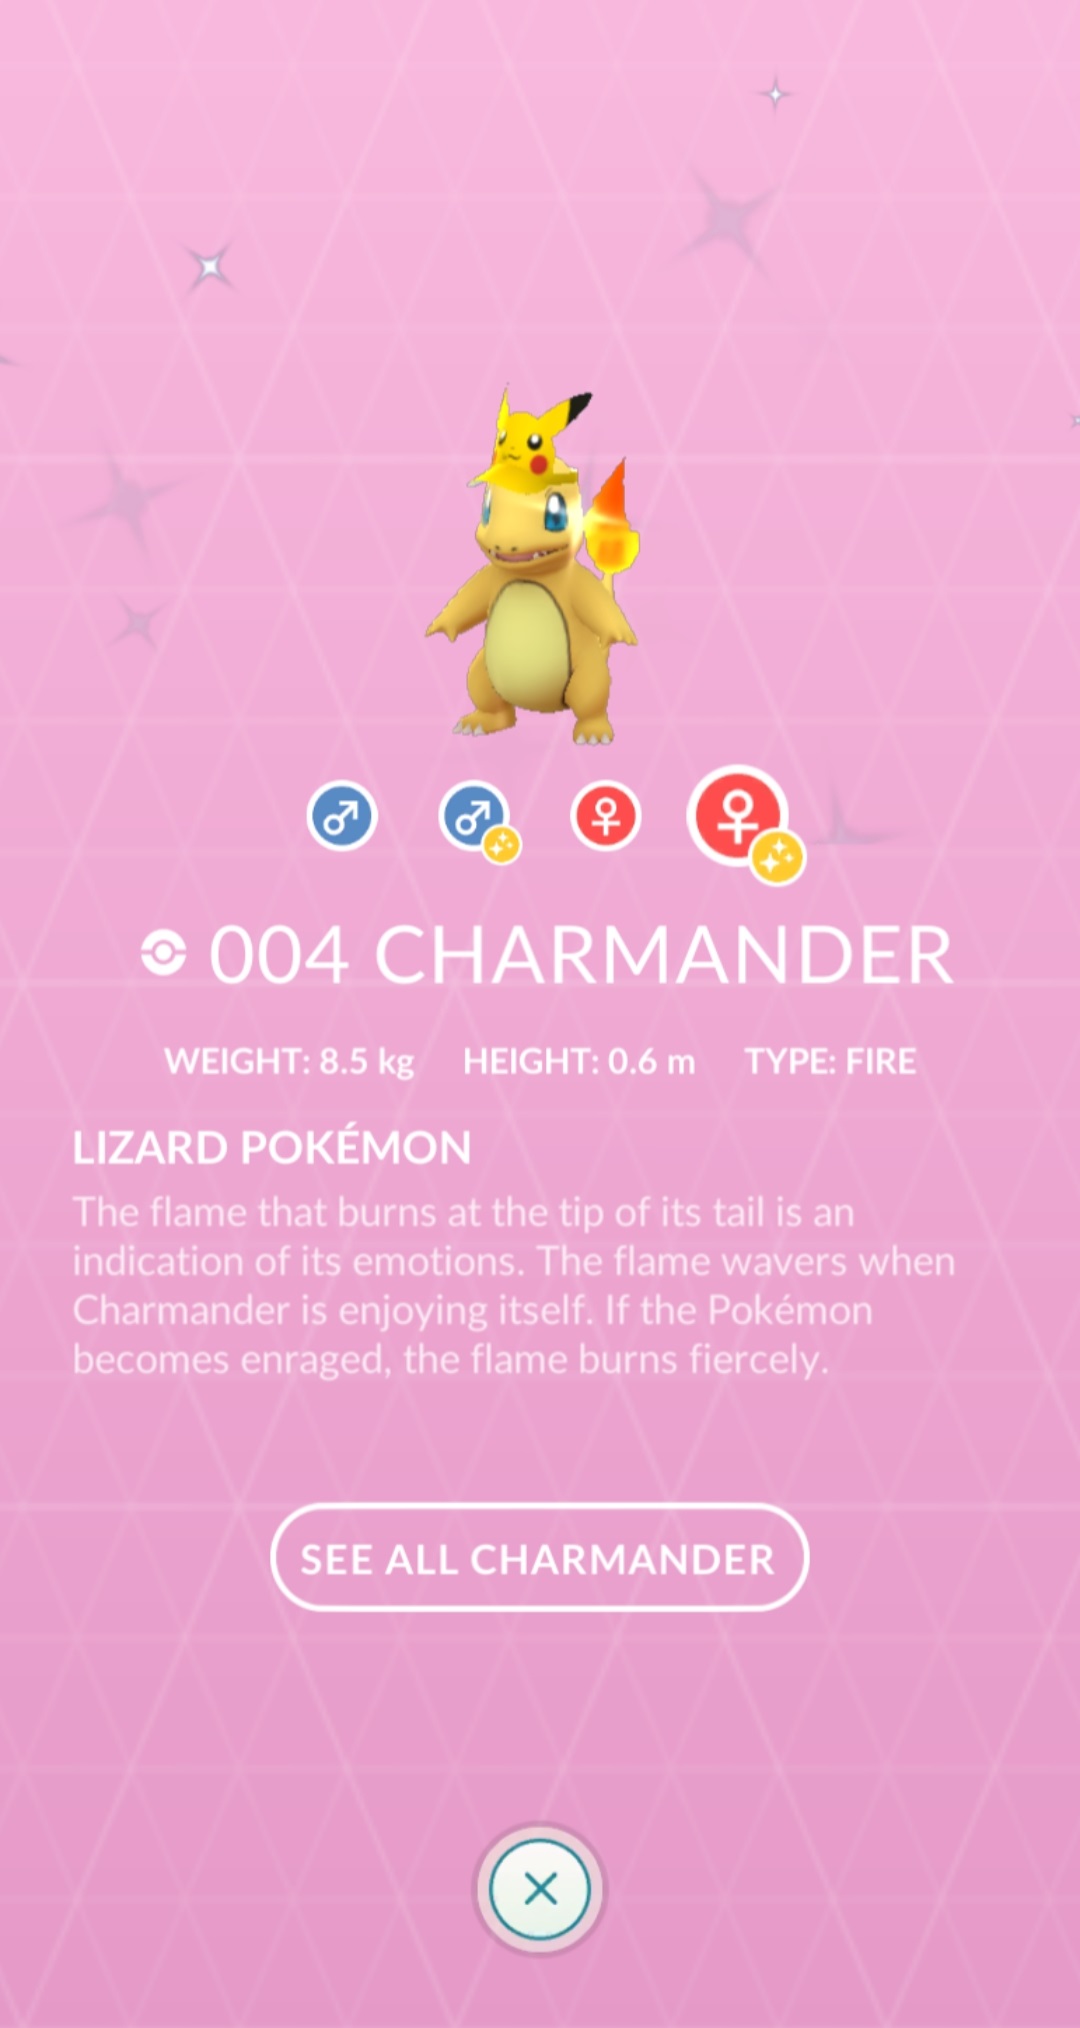 004 CHARMANDER
WEIGHT: 8.5 kg HEIGHT: 0.6 m TYPE: FIRE
LIZARD POKÉMON
The flame that burns at the tip of its tail is an
indication of its emotions. The flame wavers when
Charmander is enjoying itself. If the Pokémon
becomes enraged, the flame burns fiercely.
SEE ALL CHARMANDER